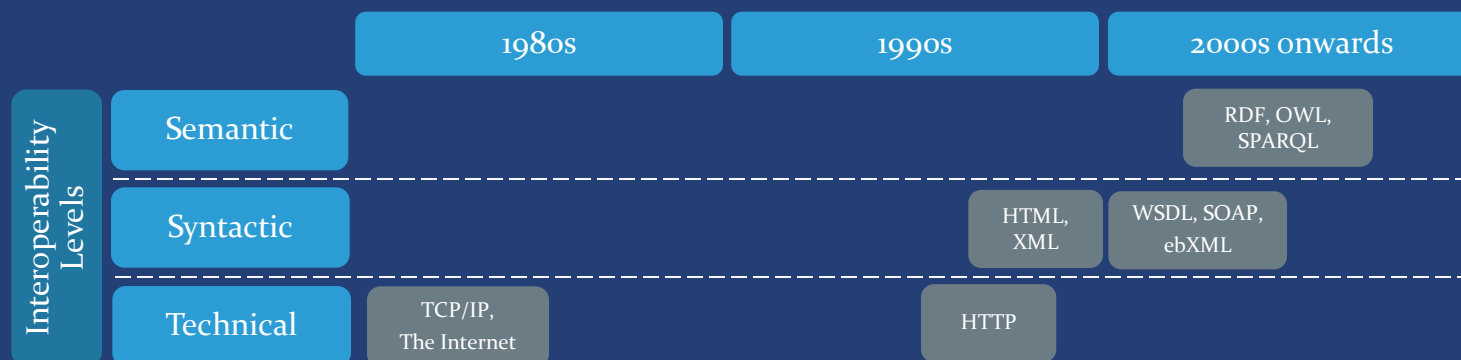 1980s
1990s
2000s onwards
Interoperability
Levels
Semantic
RDF, OWL,
SPARQL
Syntactic
HTML,
XML
WSDL, SOAP,
ebXML
Technical
TCP/IP,
The Internet
HTTP